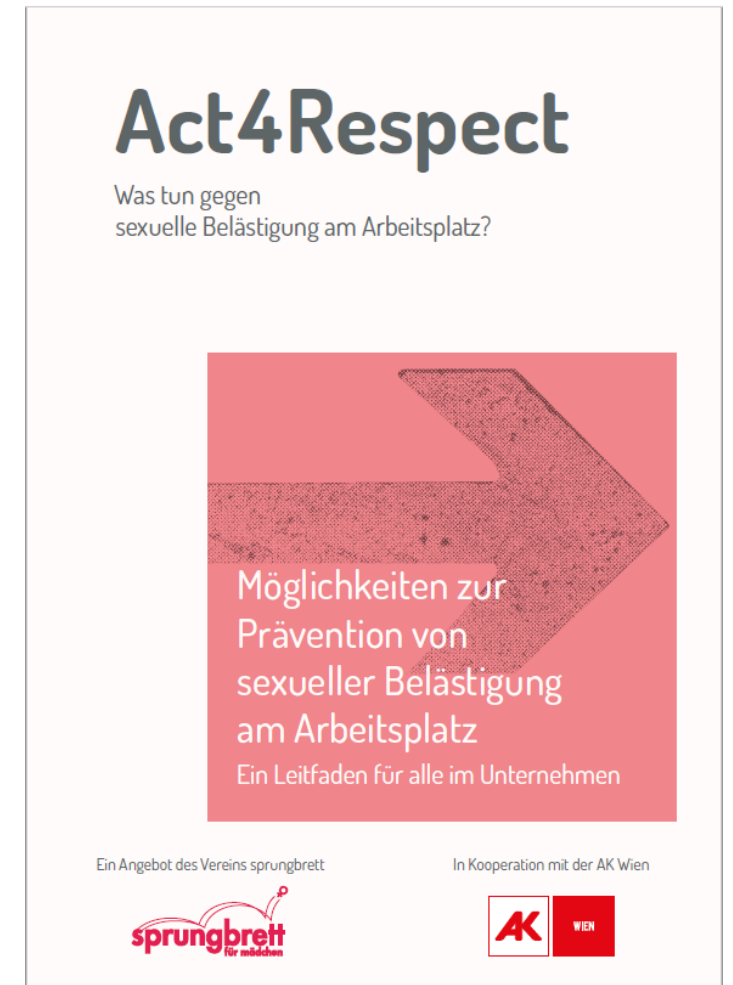 Act4Respect
Was tun gegen
sexuelle Belästigung am Arbeitsplatz?
Möglichkeiten zur
Prävention von
sexueller Belästigung
am Arbeitsplatz
Ein Leitfaden für alle im Unternehmen
Ein Angebot des Vereins sprungbrett
In Kooperation mit der AK Wien
sprungbrett
für mädchen
AK WIEN